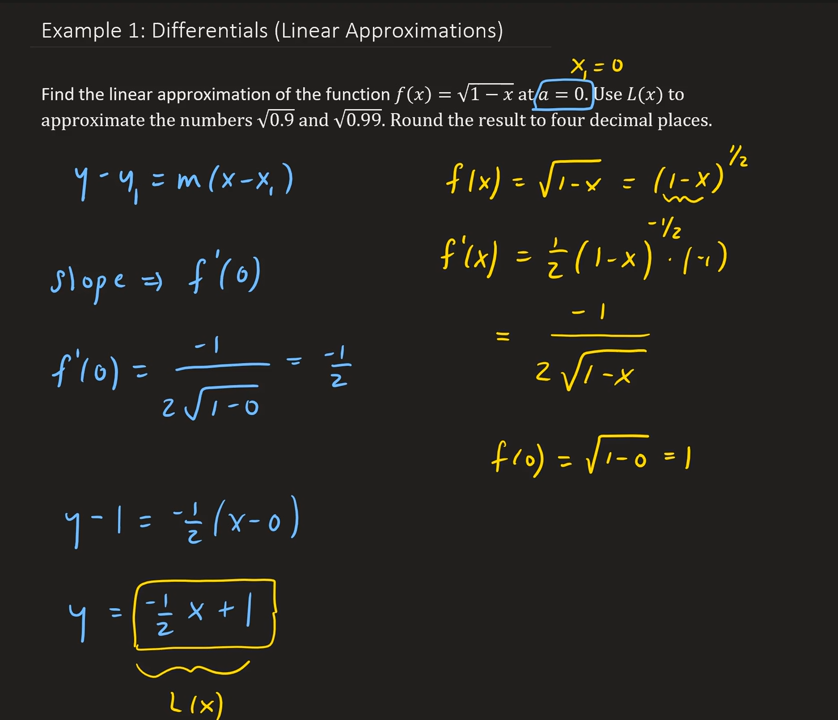 Example 1: Differentials (Linear Approximations)
x₁ = 0
Find the linear approximation of the function f(x) = √(1 − x) at a = 0. Use L(x) to
approximate the numbers √0.9 and √0.99. Round the result to four decimal places.
y - y₁ = m(x - x₁)
slope ⇒ f'(0)
f'(0) = -1 / (2√(1-0)) = -1/2
y - 1 = -1/2 (x - 0)
y = -1/2 x + 1
L(x)
f(x) = √(1-x) = (1-x)^(1/2)
f'(x) = 1/2 (1-x)^(-1/2) · (-1)
= -1 / (2√(1-x))
f(0) = √(1-0) = 1